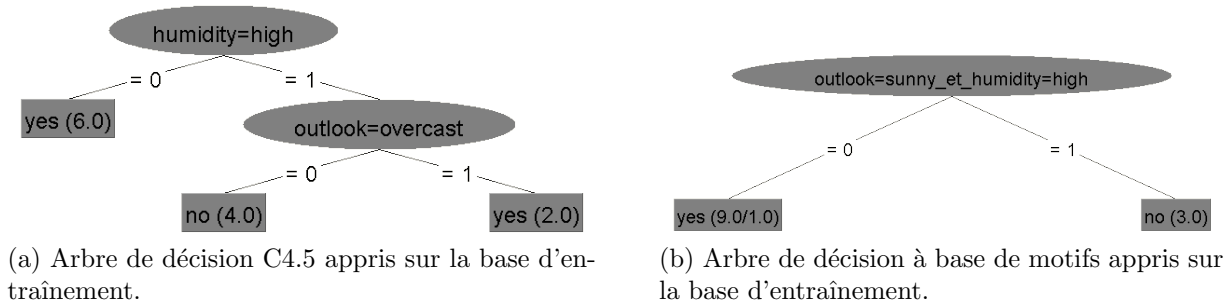 humidity=high
= 0
= 1
yes (6.0)
outlook=overcast
= 0
= 1
no (4.0)
yes (2.0)
(a) Arbre de décision C4.5 appris sur la base d'en-
traînement.
outlook=sunny_et_humidity=high
= 0
= 1
yes (9.0/1.0)
no (3.0)
(b) Arbre de décision à base de motifs appris sur
la base d'entraînement.